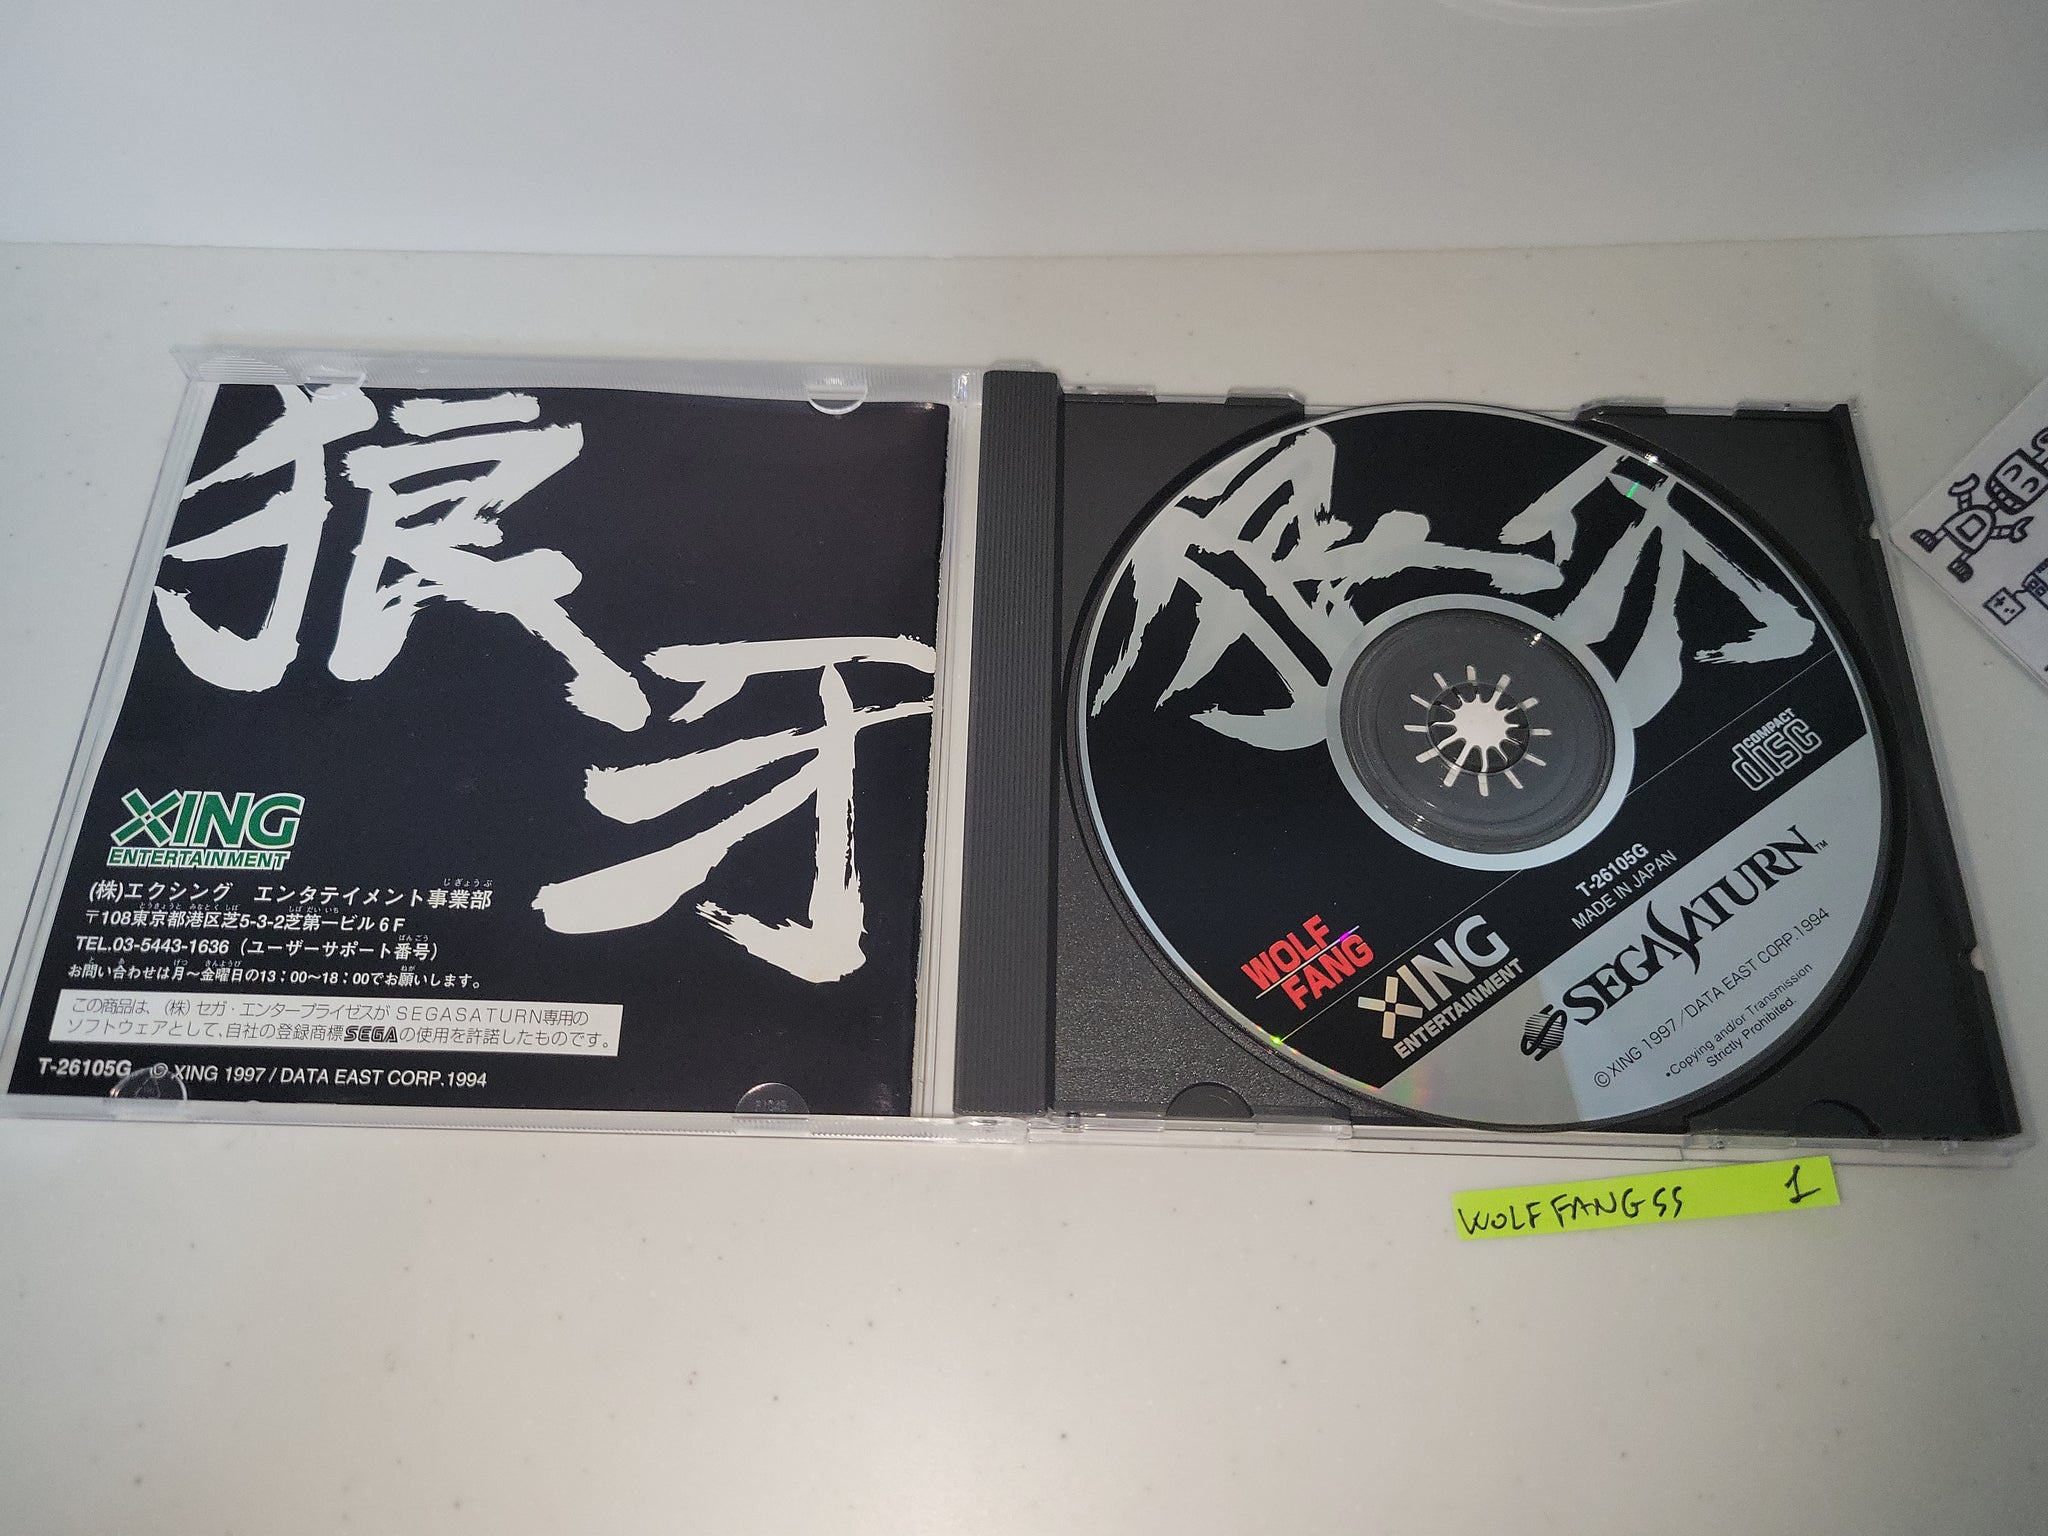 狼
牙
XING
ENTERTAINMENT
(株)エクシング エンタテイメント事業部
〒108東京都港区芝5-3-2芝第一ビル6F
TEL.03-5443-1636(ユーザーサポート番号)
お問い合わせは月〜金曜日の13:00〜18:00でお願いします。
この商品は、(株)セガ・エンタープライゼスがSEGASATURN専用の
ソフトウェアとして、自社の登録商標SEGAの使用を許諾したものです。
T-26105G © XING 1997 / DATA EAST CORP.1994
狼牙
COMPACT
disc
T-26105G
MADE IN JAPAN
WOLF
FANG
XING
ENTERTAINMENT
SEGA SATURN™
© XING 1997 / DATA EAST CORP.1994
•Copying and/or Transmission
Strictly Prohibited.
WOLF FANG SS 1